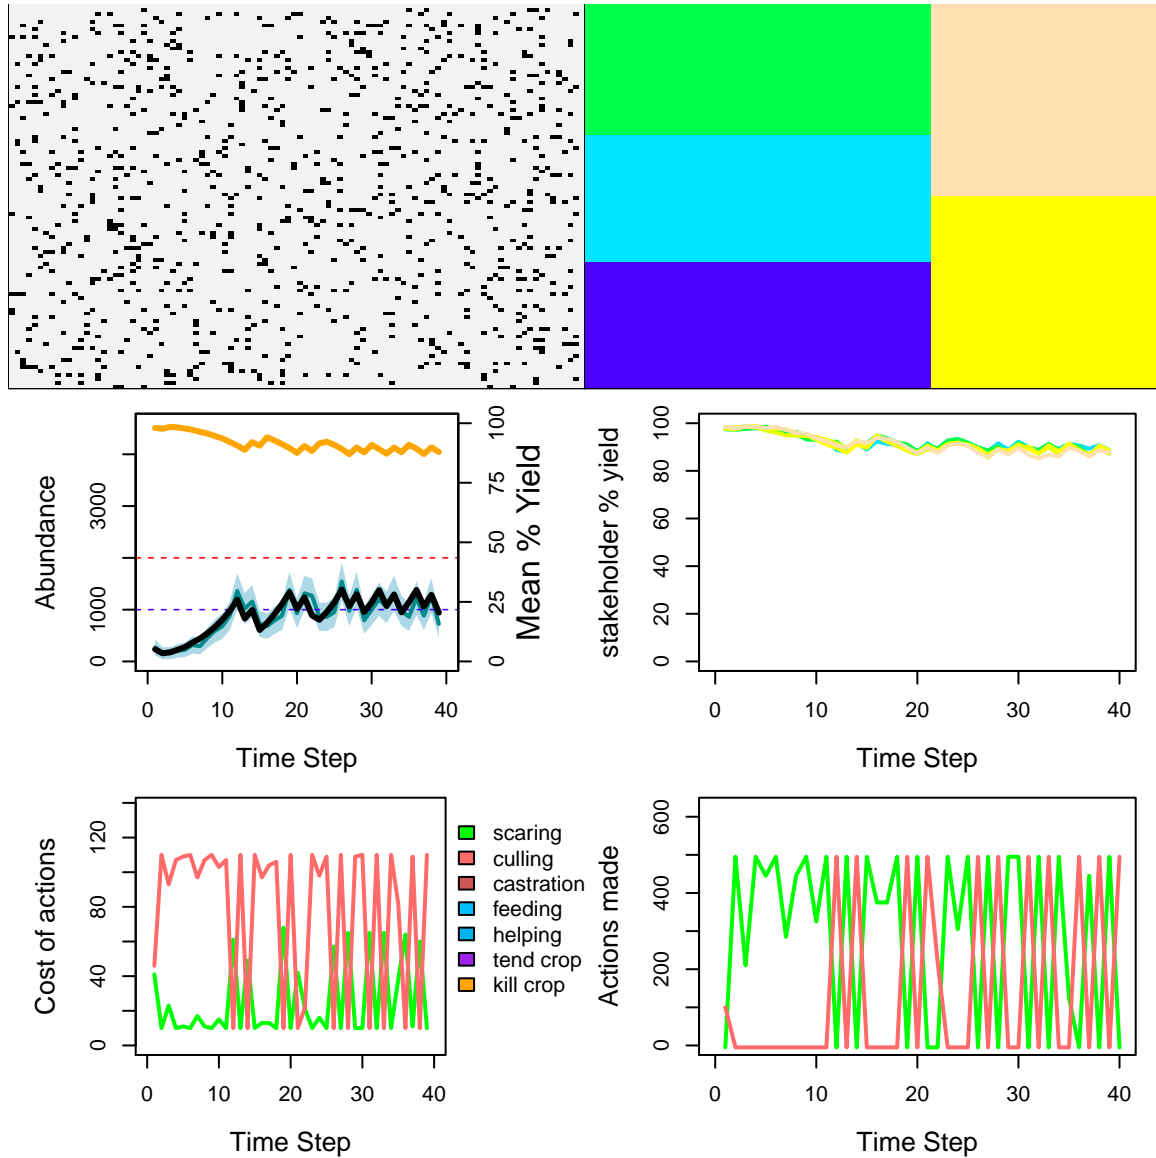 Abundance
0
1000
3000
0
25
50
75
100
Mean % Yield
0
10
20
30
40
Time Step
stakeholder % yield
0
20
40
60
80
100
0
10
20
30
40
Time Step
Cost of actions
0
40
80
120
0
10
20
30
40
Time Step
scaring
culling
castration
feeding
helping
tend crop
kill crop
Actions made
0
200
400
600
0
10
20
30
40
Time Step